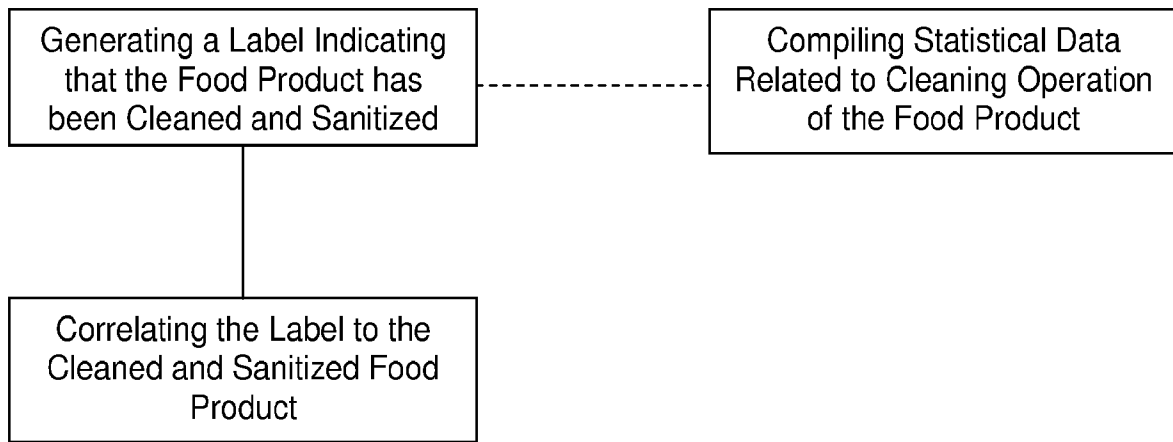 Generating a Label Indicating
that the Food Product has
been Cleaned and Sanitized
Compiling Statistical Data
Related to Cleaning Operation
of the Food Product
Correlating the Label to the
Cleaned and Sanitized Food
Product